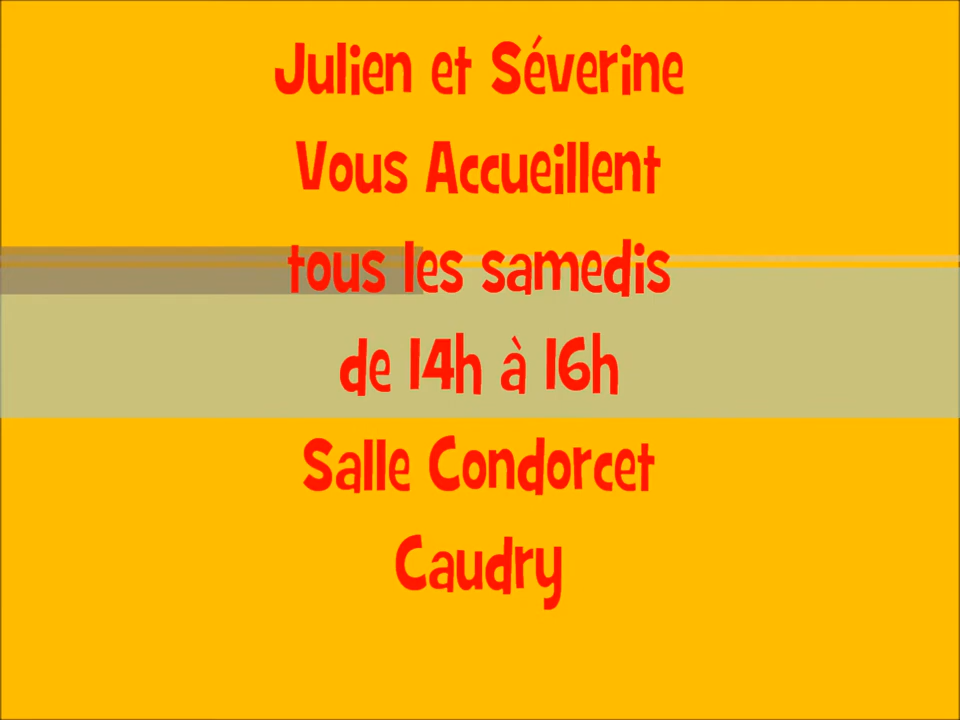 Julien et Séverine
Vous Accueillent
tous les samedis
de 14h à 16h
Salle Condorcet
Caudry